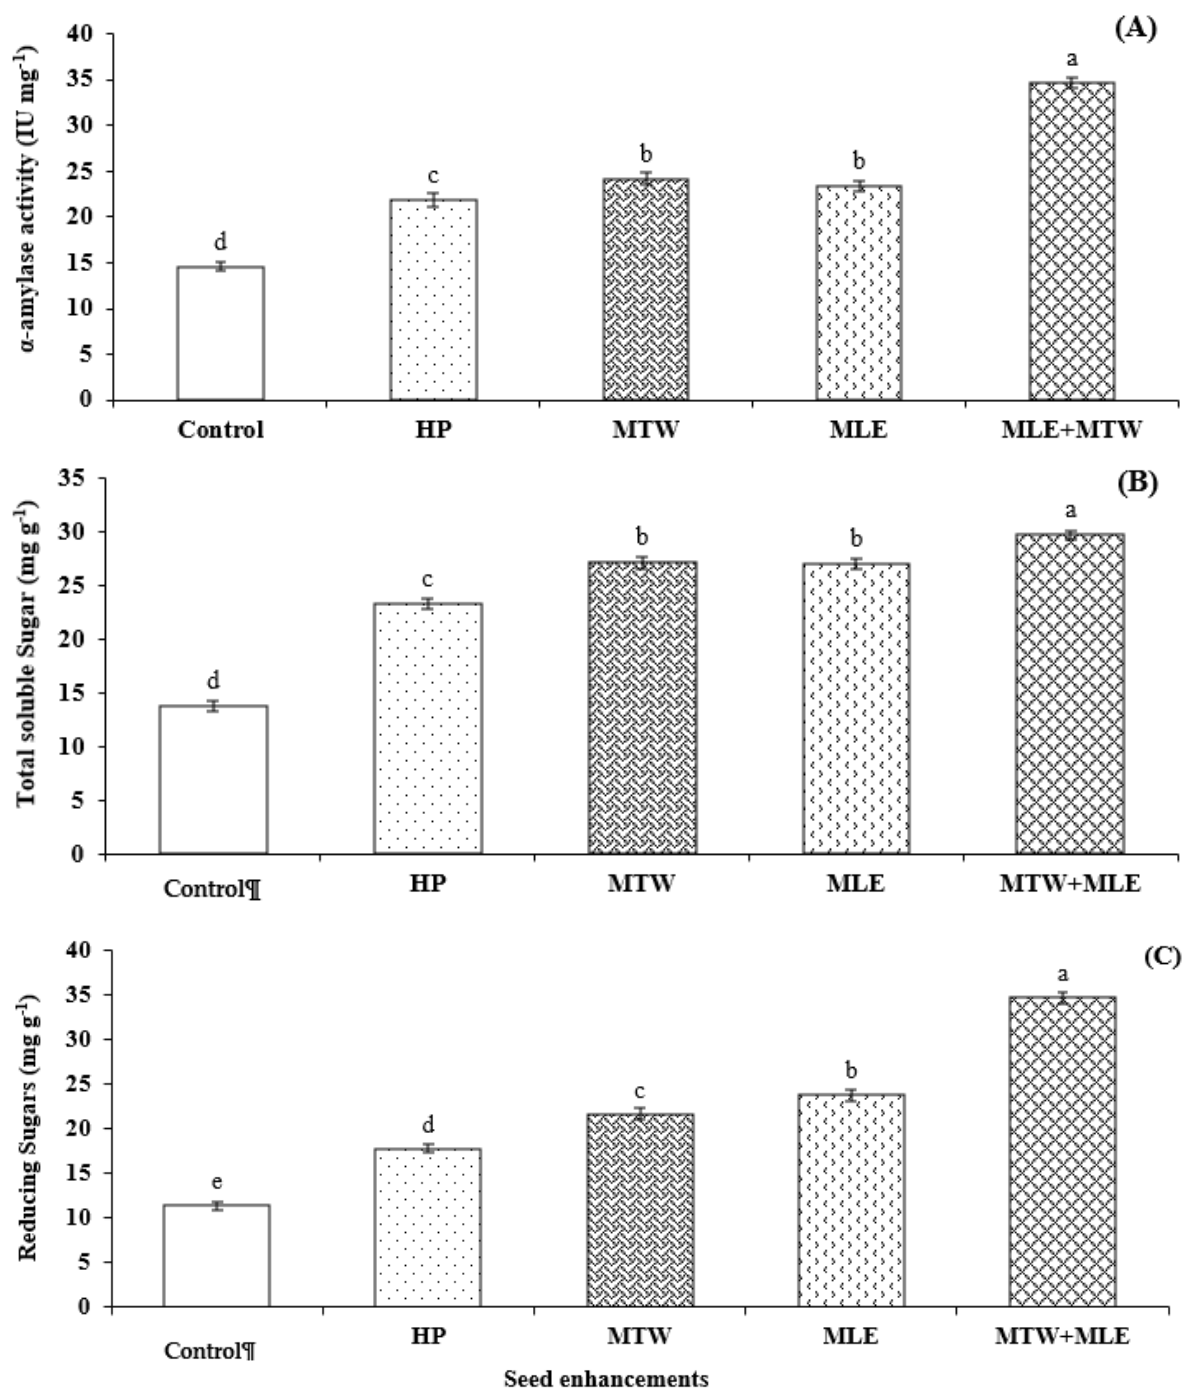 (A)
α-amylase activity (IU mg-1)
40
35
30
25
20
15
10
5
0
d
c
b
b
a
Control HP MTW MLE MLE+MTW
(B)
Total soluble Sugar (mg g-1)
35
30
25
20
15
10
5
0
d
c
b
b
a
Control¶ HP MTW MLE MTW+MLE
(C)
Reducing Sugars (mg g-1)
40
35
30
25
20
15
10
5
0
e
d
c
b
a
Control¶ HP MTW MLE MTW+MLE
Seed enhancements